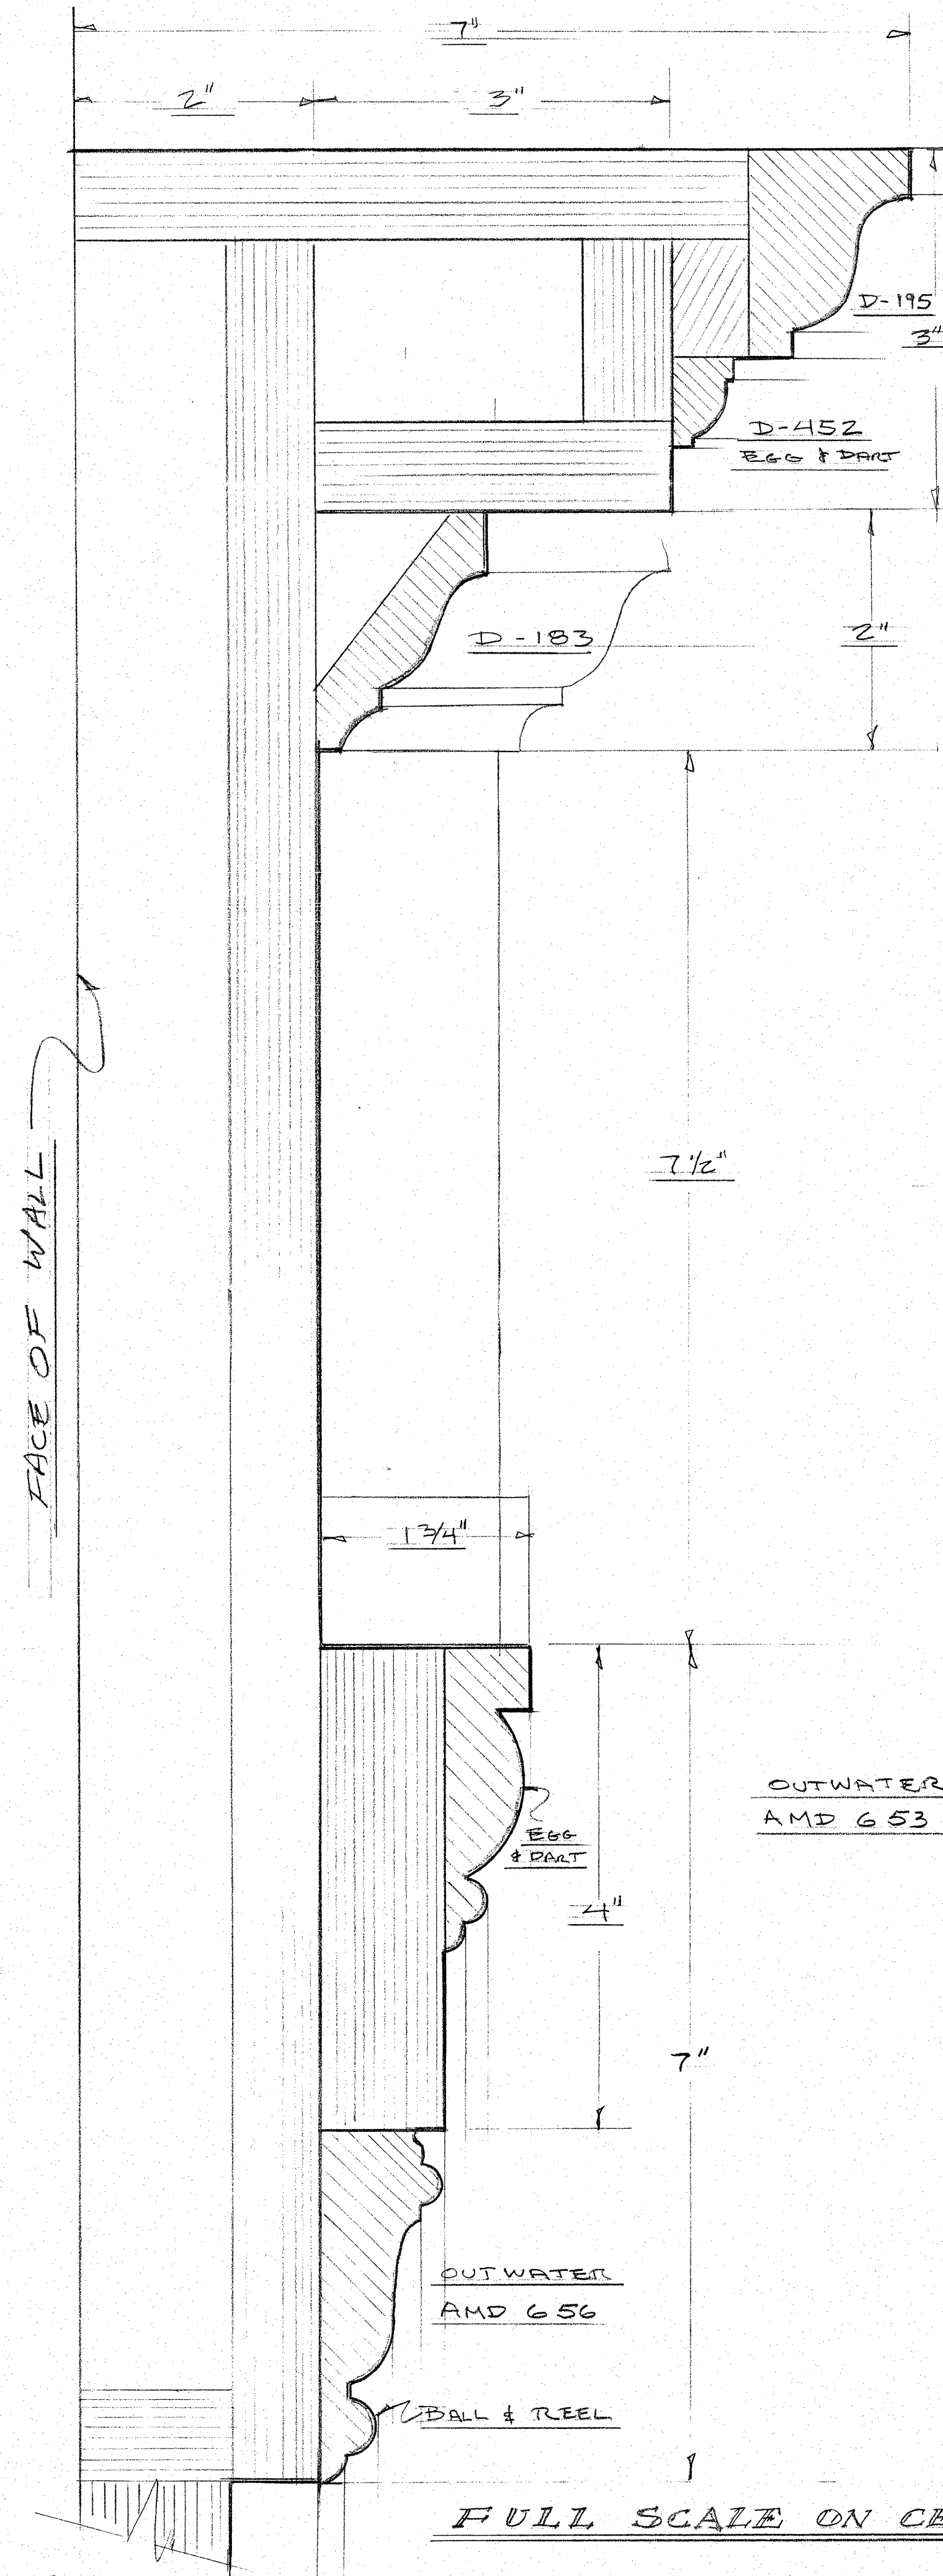 7"
2"
3"
D-195
3"
D-452
EGG & DART
D-183
2"
7 1/2"
FACE OF WALL
1 3/4"
EGG
& DART
OUTWATER
AMD 653
4"
7"
OUTWATER
AMD 656
BALL & REEL
FULL SCALE ON CE